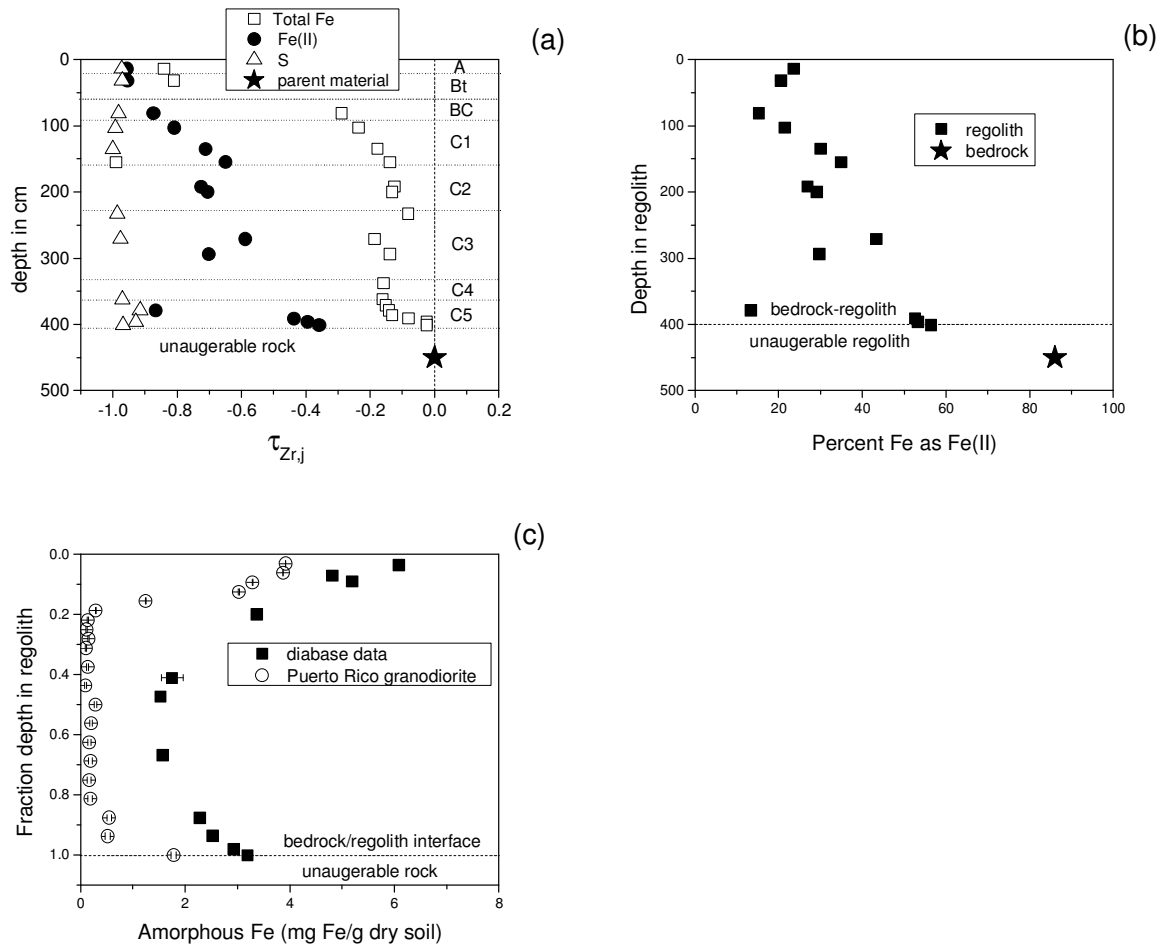 (a)
Total Fe
Fe(II)
S
parent material
0
100
200
300
400
500
depth in cm
A
Bt
BC
C1
C2
C3
C4
C5
unaugerable rock
-1.0 -0.8 -0.6 -0.4 -0.2 0.0 0.2
τZr,j
(b)
0
100
200
300
400
500
Depth in regolith
regolith
bedrock
bedrock-regolith
unaugerable regolith
0 20 40 60 80 100
Percent Fe as Fe(II)
(c)
0.0
0.2
0.4
0.6
0.8
1.0
Fraction depth in regolith
diabase data
Puerto Rico granodiorite
bedrock/regolith interface
unaugerable rock
0 2 4 6 8
Amorphous Fe (mg Fe/g dry soil)